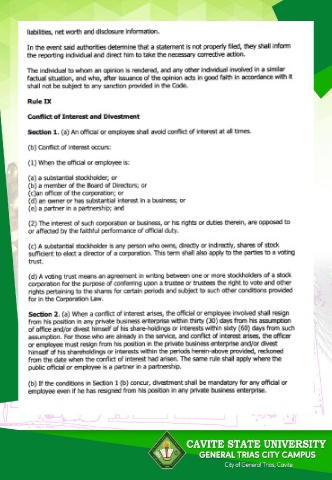 liabilities, net worth and disclosure information.
In the event said authorities determine that a statement is not properly filed, they shall inform
the reporting individual and direct him to take the necessary corrective action.
The individual to whom an opinion is rendered, and any other individual involved in a similar
factual situation, and who, after issuance of the opinion acts in good faith in accordance with it
shall not be subject to any sanction provided in the Code.
Rule IX
Conflict of Interest and Divestment
Section 1. (a) An official or employee shall avoid conflict of interest at all times.
(b) Conflict of interest occurs:
(1) When the official or employee is:
(a) a substantial stockholder; or
(b) a member of the Board of Directors; or
(c)an officer of the corporation; or
(d) an owner or has substantial interest in a business; or
(e) a partner in a partnership; and
(2) The interest of such corporation or business, or his rights or duties therein, are opposed to
or affected by the faithful performance of official duty.
(c) A substantial stockholder is any person who owns, directly or indirectly, shares of stock
sufficient to elect a director of a corporation. This term shall also apply to the parties to a voting
trust.
(d) A voting trust means an agreement in writing between one or more stockholders of a stock
corporation for the purpose of conferring upon a trustee or trustees the right to vote and other
rights pertaining to the shares for certain periods and subject to such other conditions provided
for in the Corporation Law.
Section 2. (a) When a conflict of interest arises, the official or employee involved shall resign
from his position in any private business enterprise within thirty (30) days from his assumption
of office and/or divest himself of his share-holdings or interests within sixty (60) days from such
assumption. For those who are already in the service, and conflict of interest arises, the officer
or employee must resign from his position in the private business enterprise and/or divest
himself of his shareholdings or interests within the periods herein-above provided, reckoned
from the date when the conflict of interest had arisen. The same rule shall apply where the
public official or employee is a partner in a partnership.
(b) If the conditions in Section 1 (b) concur, divestment shall be mandatory for any official or
employee even if he has resigned from his position in any private business enterprise.
CAVITE STATE UNIVERSITY
GENERAL TRIAS CITY CAMPUS
City of General Trias, Cavite